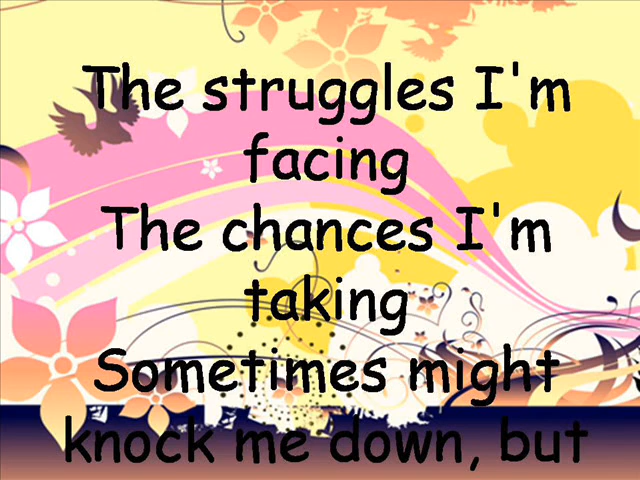 The struggles I'm
facing
The chances I'm
taking
Sometimes might
knock me down, but